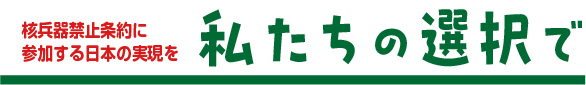 核兵器禁止条約に
参加する日本の実現を
私たちの選択で